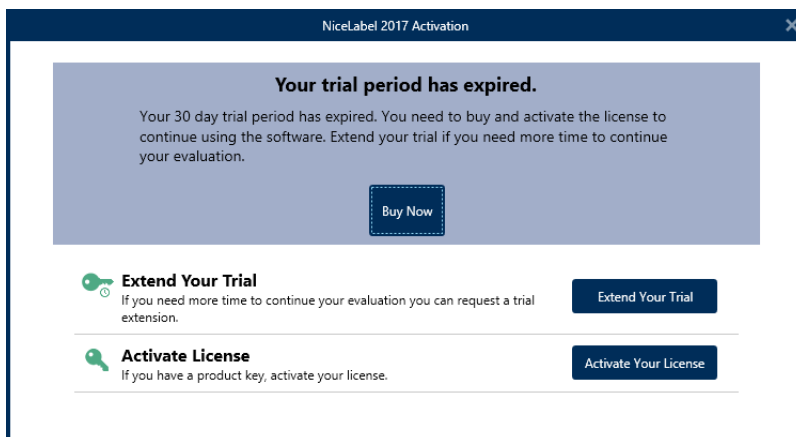 NiceLabel 2017 Activation
Your trial period has expired.
Your 30 day trial period has expired. You need to buy and activate the license to
continue using the software. Extend your trial if you need more time to continue
your evaluation.
Buy Now
Extend Your Trial
If you need more time to continue your evaluation you can request a trial
extension.
Extend Your Trial
Activate License
If you have a product key, activate your license.
Activate Your License